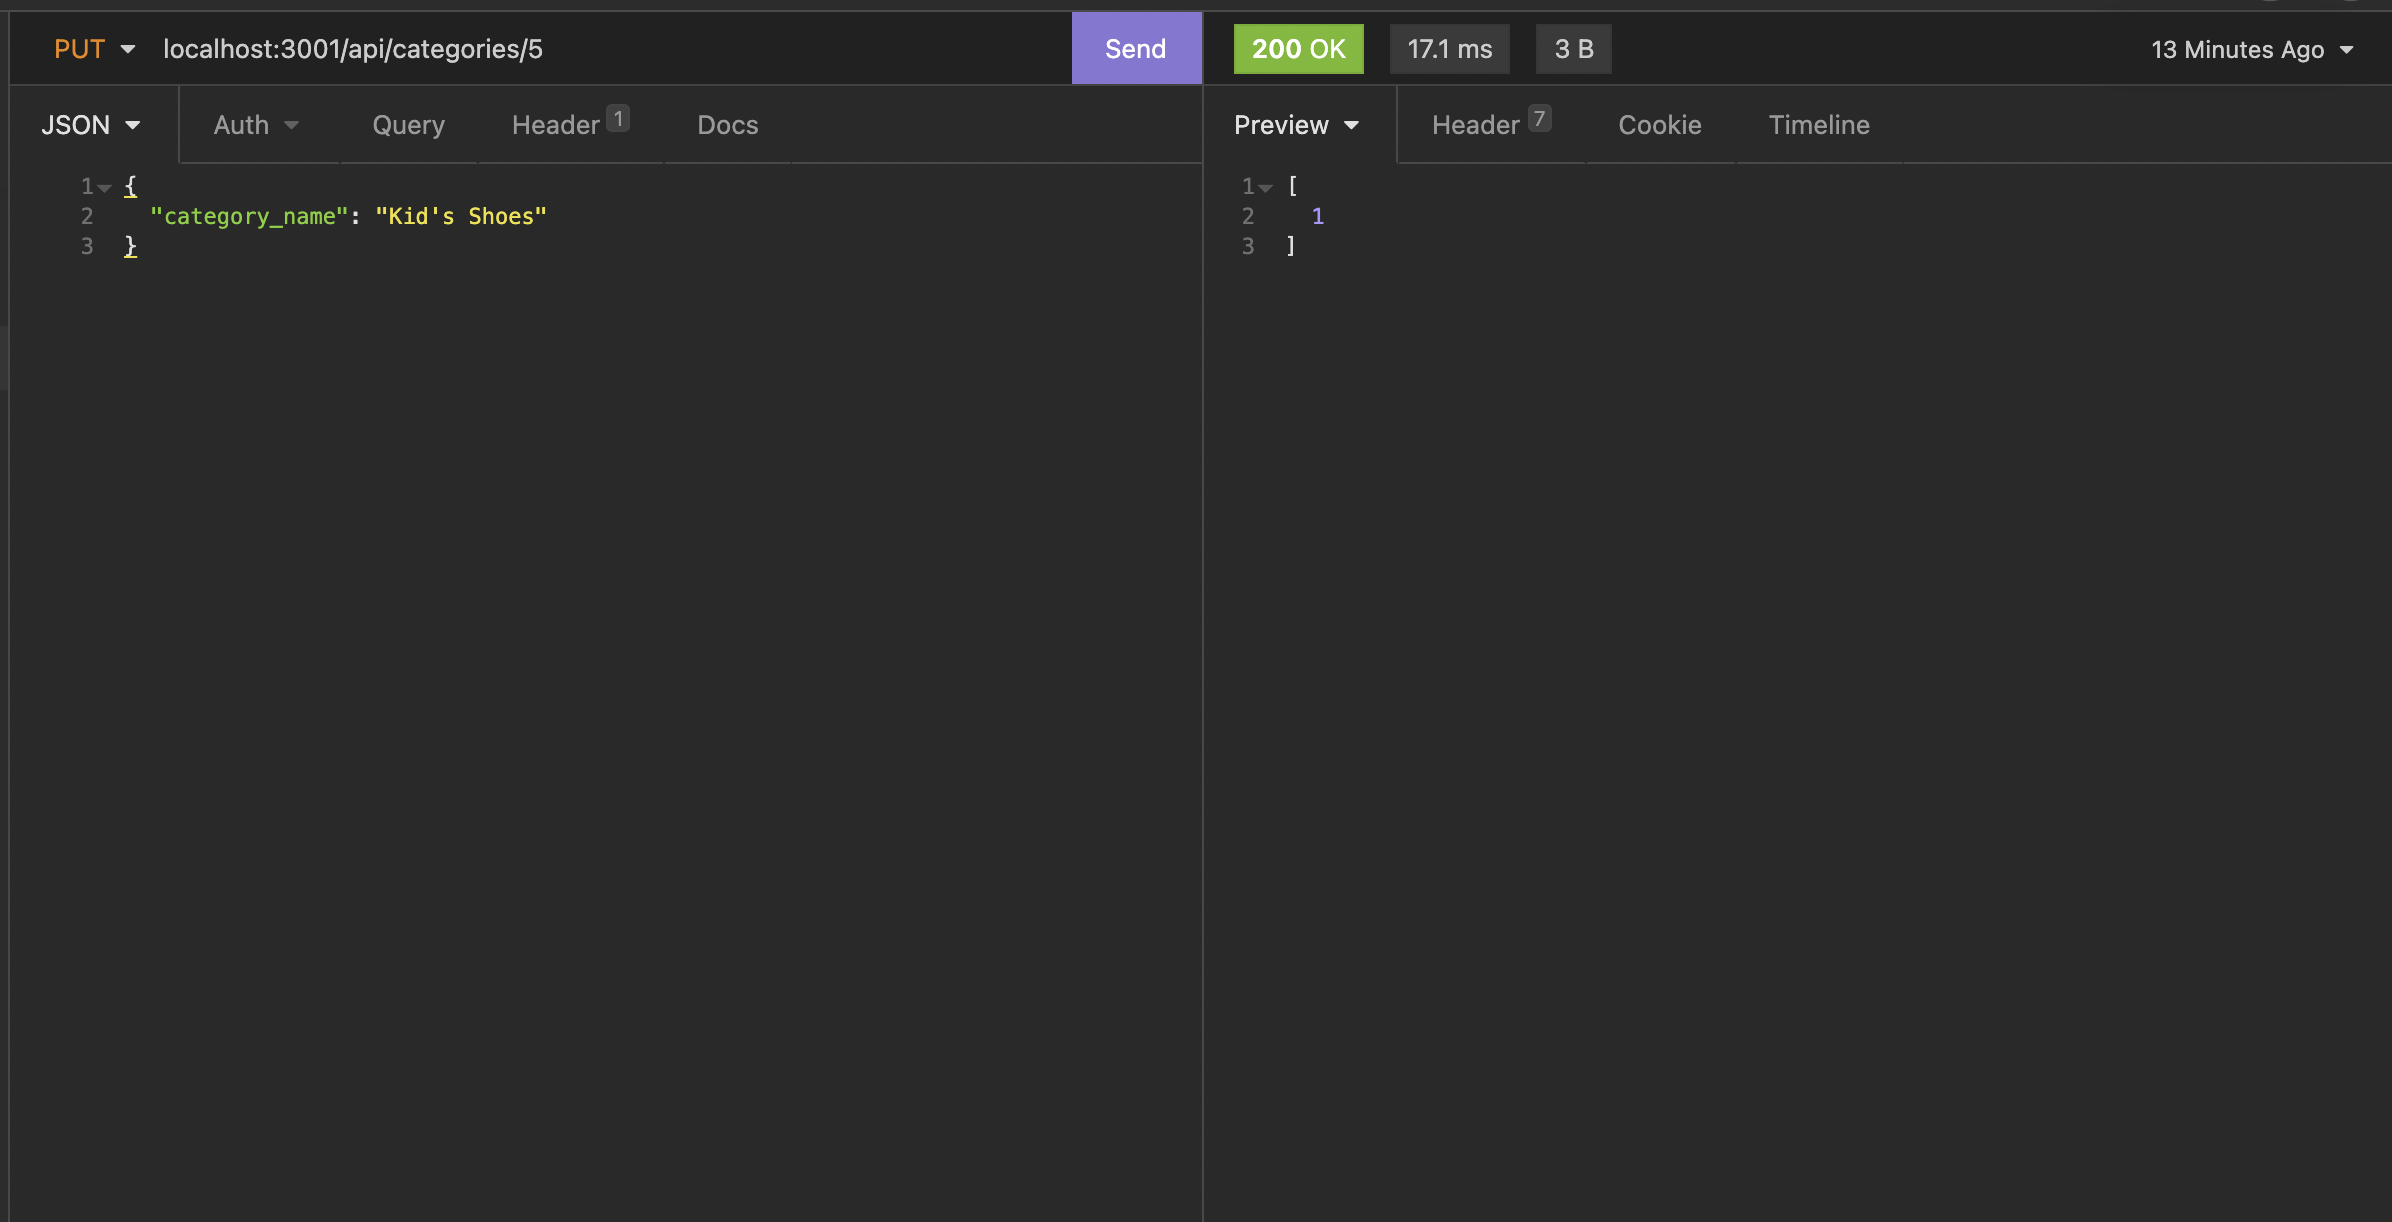 PUT localhost:3001/api/categories/5 Send 200 OK 17.1 ms 3 B 13 Minutes Ago
JSON Auth Query Header 1 Docs Preview Header 7 Cookie Timeline
1 {
2 "category_name": "Kid's Shoes"
3 }
1 [
2 1
3 ]